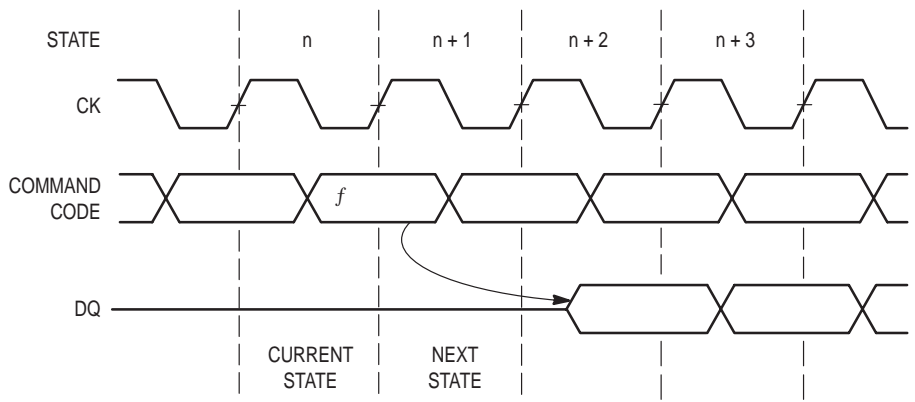 STATE n n + 1 n + 2 n + 3
CK
COMMAND
CODE
f
DQ
CURRENT
STATE
NEXT
STATE